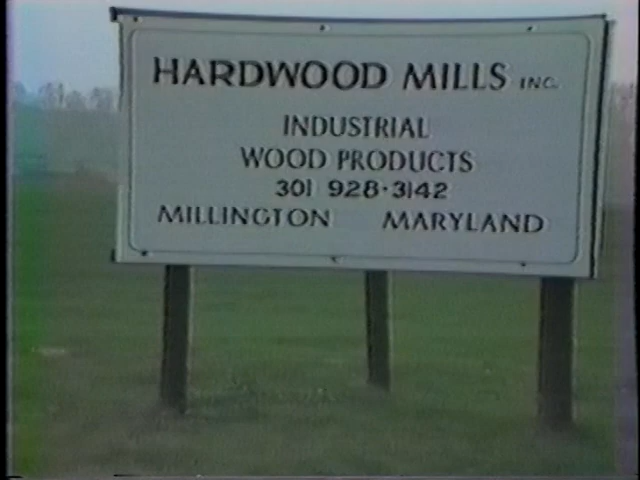 HARDWOOD MILLS INC.
INDUSTRIAL
WOOD PRODUCTS
301 928·3142
MILLINGTON MARYLAND